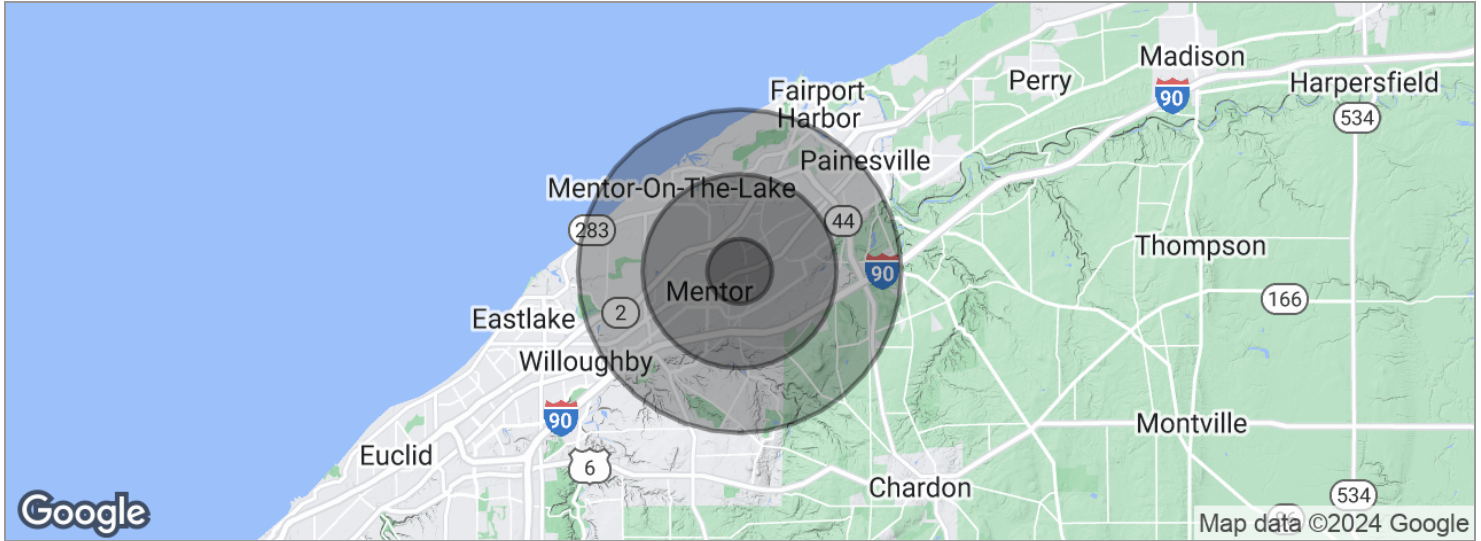 Madison
Perry
90
Harpersfield
534
Fairport
Harbor
Painesville
Mentor-On-The-Lake
283
44
Thompson
90
Mentor
166
2
Eastlake
Willoughby
90
Montville
Euclid
6
Chardon
534
Google
Map data ©2024 Google